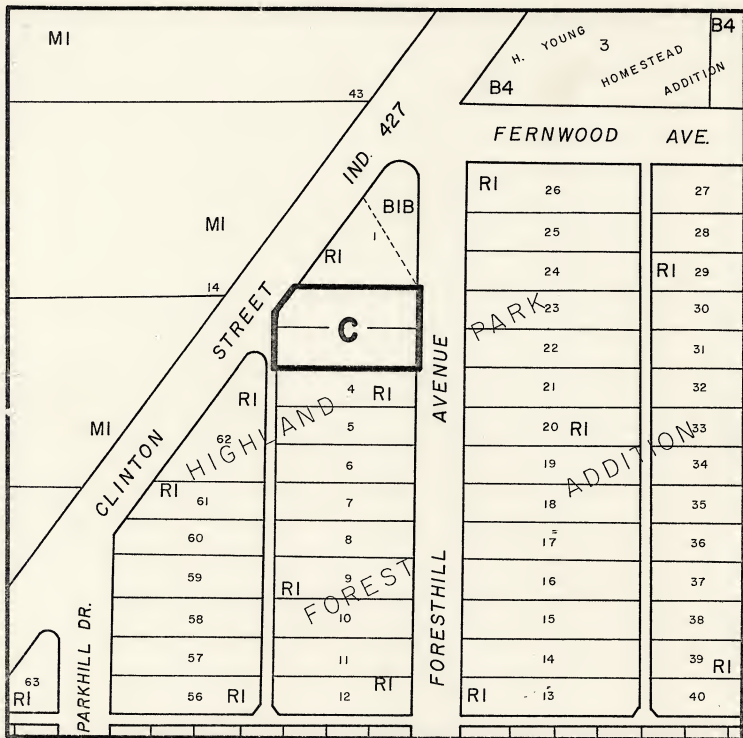 MI
B4
H. YOUNG 3
HOMESTEAD
ADDITION
B4
43
IND. 427
FERNWOOD AVE.
RI
26
27
BIB
1
MI
25
28
RI
24
RI 29
14
23
30
STREET
C
PARK
22
31
AVENUE
4 RI
21
32
RI
62
HIGHLAND
5
20 RI
33
MI
CLINTON
6
19
ADDITION
34
RI
61
7
18
35
60
8
17
36
59
RI
9
FOREST
16
37
58
10
FORESTHILL
15
38
PARKHILL DR.
57
11
14
39 RI
63
RI
56 RI
12
RI
RI
13
40